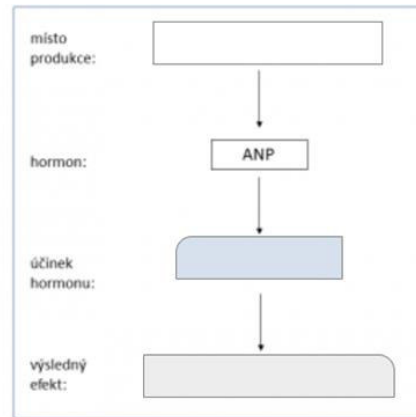 místo
produkce:
hormon:
ANP
účinek
hormonu:
výsledný
efekt: